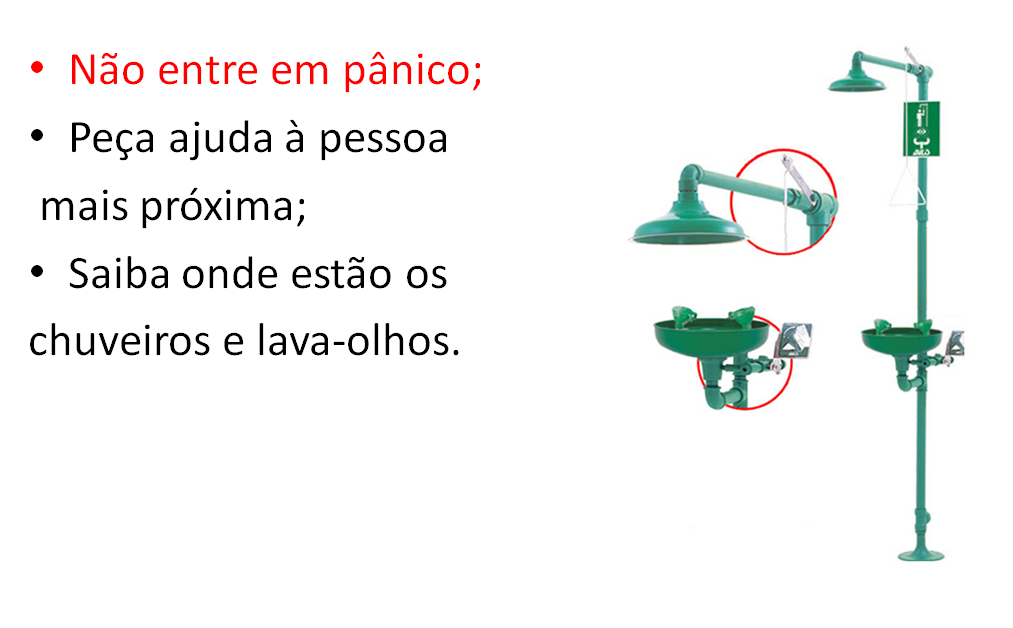 • Não entre em pânico;
• Peça ajuda à pessoa
mais próxima;
• Saiba onde estão os
chuveiros e lava-olhos.